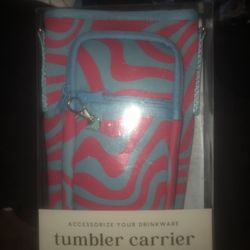 ACCESSORIZE YOUR DRINKWARE
tumbler carrier